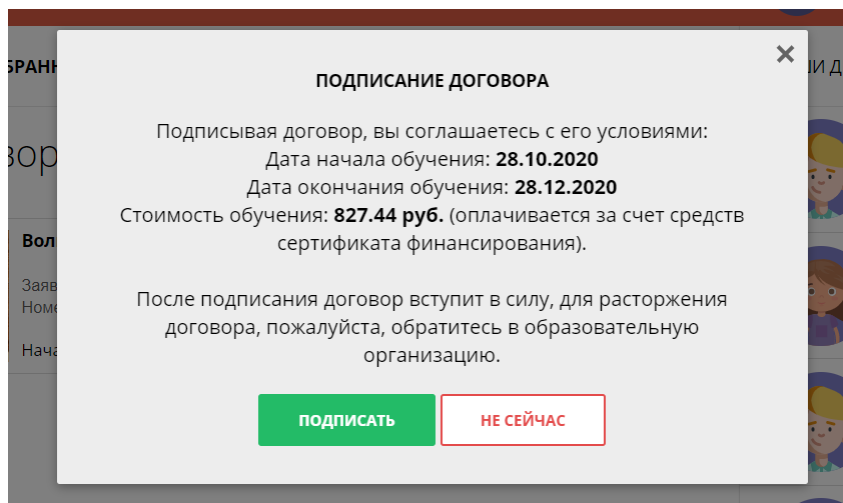 ПОДПИСАНИЕ ДОГОВОРА
Подписывая договор, вы соглашаетесь с его условиями:
Дата начала обучения: 28.10.2020
Дата окончания обучения: 28.12.2020
Стоимость обучения: 827.44 руб. (оплачивается за счет средств
сертификата финансирования).
После подписания договор вступит в силу, для расторжения
договора, пожалуйста, обратитесь в образовательную
организацию.
ПОДПИСАТЬ
НЕ СЕЙЧАС